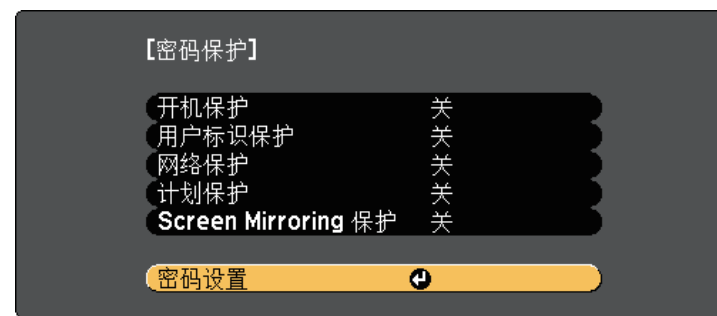 【密码保护】
开机保护 关
用户标识保护 关
网络保护 关
计划保护 关
Screen Mirroring 保护 关
密码设置